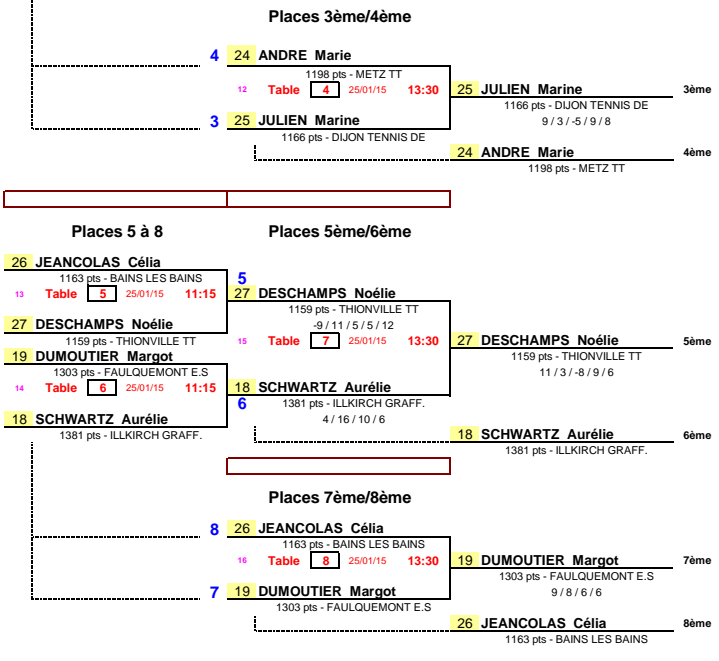 Places 3ème/4ème
4 24 ANDRE Marie
1198 pts - METZ TT
12 Table 4 25/01/15 13:30 25 JULIEN Marine 3ème
1166 pts - DIJON TENNIS DE
3 25 JULIEN Marine 9 / 3 / -5 / 9 / 8
1166 pts - DIJON TENNIS DE
24 ANDRE Marie 4ème
1198 pts - METZ TT
Places 5 à 8 Places 5ème/6ème
26 JEANCOLAS Célia
1163 pts - BAINS LES BAINS 5
13 Table 5 25/01/15 11:15 27 DESCHAMPS Noélie
1159 pts - THIONVILLE TT
27 DESCHAMPS Noélie -9 / 11 / 5 / 5 / 12
1159 pts - THIONVILLE TT 15 Table 7 25/01/15 13:30 27 DESCHAMPS Noélie 5ème
19 DUMOUTIER Margot 1159 pts - THIONVILLE TT
1303 pts - FAULQUEMONT E.S 11 / 3 / -8 / 9 / 6
14 Table 6 25/01/15 11:15 18 SCHWARTZ Aurélie
6 1381 pts - ILLKIRCH GRAFF.
18 SCHWARTZ Aurélie 4 / 16 / 10 / 6
1381 pts - ILLKIRCH GRAFF. 18 SCHWARTZ Aurélie 6ème
1381 pts - ILLKIRCH GRAFF.
Places 7ème/8ème
8 26 JEANCOLAS Célia
1163 pts - BAINS LES BAINS
16 Table 8 25/01/15 13:30 19 DUMOUTIER Margot 7ème
1303 pts - FAULQUEMONT E.S
7 19 DUMOUTIER Margot 9 / 8 / 6 / 6
1303 pts - FAULQUEMONT E.S
26 JEANCOLAS Célia 8ème
1163 pts - BAINS LES BAINS